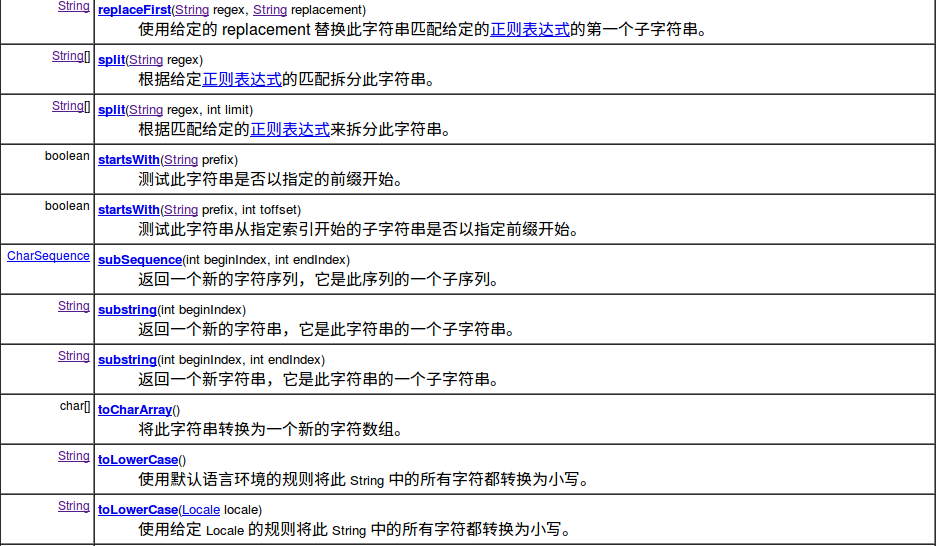 String replaceFirst(String regex, String replacement)
使用给定的 replacement 替换此字符串匹配给定的正则表达式的第一个子字符串。
String[] split(String regex)
根据给定正则表达式的匹配拆分此字符串。
String[] split(String regex, int limit)
根据匹配给定的正则表达式来拆分此字符串。
boolean startsWith(String prefix)
测试此字符串是否以指定的前缀开始。
boolean startsWith(String prefix, int toffset)
测试此字符串从指定索引开始的子字符串是否以指定前缀开始。
CharSequence subSequence(int beginIndex, int endIndex)
返回一个新的字符序列，它是此序列的一个子序列。
String substring(int beginIndex)
返回一个新的字符串，它是此字符串的一个子字符串。
String substring(int beginIndex, int endIndex)
返回一个新字符串，它是此字符串的一个子字符串。
char[] toCharArray()
将此字符串转换为一个新的字符数组。
String toLowerCase()
使用默认语言环境的规则将此 String 中的所有字符都转换为小写。
String toLowerCase(Locale locale)
使用给定 Locale 的规则将此 String 中的所有字符都转换为小写。